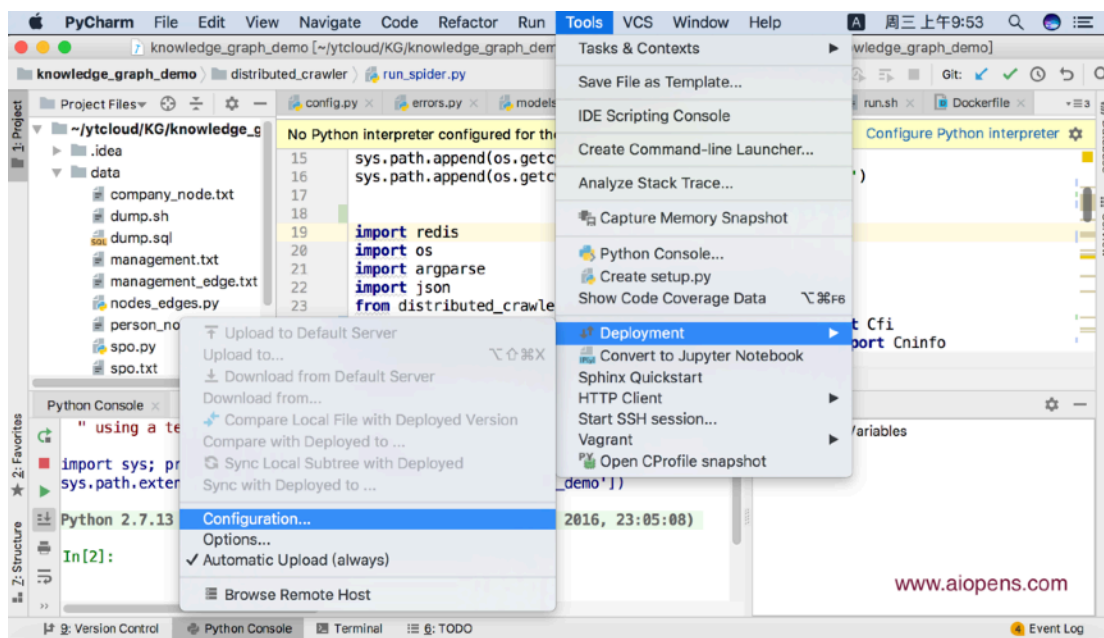 PyCharm File Edit View Navigate Code Refactor Run Tools VCS Window Help A 周三上午9:53
knowledge_graph_demo [~/ytcloud/KG/knowledge_graph_dem
wledge_graph_demo]
knowledge_graph_demo distributed_crawler run_spider.py
Git:
1: Project
Project Files
config.py errors.py models
run.sh Dockerfile
~/ytcloud/KG/knowledge_g
.idea
data
company_node.txt
dump.sh
dump.sql
management.txt
management_edge.txt
nodes_edges.py
person_no
spo.py
spo.txt
No Python interpreter configured for the
Configure Python interpreter
15 sys.path.append(os.getc
16 sys.path.append(os.getc ')
17
18
19 import redis
20 import os
21 import argparse
22 import json
23 from distributed_crawle
t Cfi
port Cninfo
Tasks & Contexts
Save File as Template...
IDE Scripting Console
Create Command-line Launcher...
Analyze Stack Trace...
Capture Memory Snapshot
Python Console...
Create setup.py
Show Code Coverage Data ⌥⌘F6
Deployment
Convert to Jupyter Notebook
Sphinx Quickstart
HTTP Client
Start SSH session...
Vagrant
Open CProfile snapshot
Upload to Default Server
Upload to... ⌥⇧⌘X
Download from Default Server
Download from...
Compare Local File with Deployed Version
Compare with Deployed to ...
Sync Local Subtree with Deployed
Sync with Deployed to ...
Configuration...
Options...
✓ Automatic Upload (always)
Browse Remote Host
2: Favorites
Z: Structure
Python Console
" using a te
import sys; pr
sys.path.exten _demo'])
Python 2.7.13 2016, 23:05:08)
In[2]:
ariables
www.aiopens.com
9: Version Control Python Console Terminal 6: TODO 4 Event Log